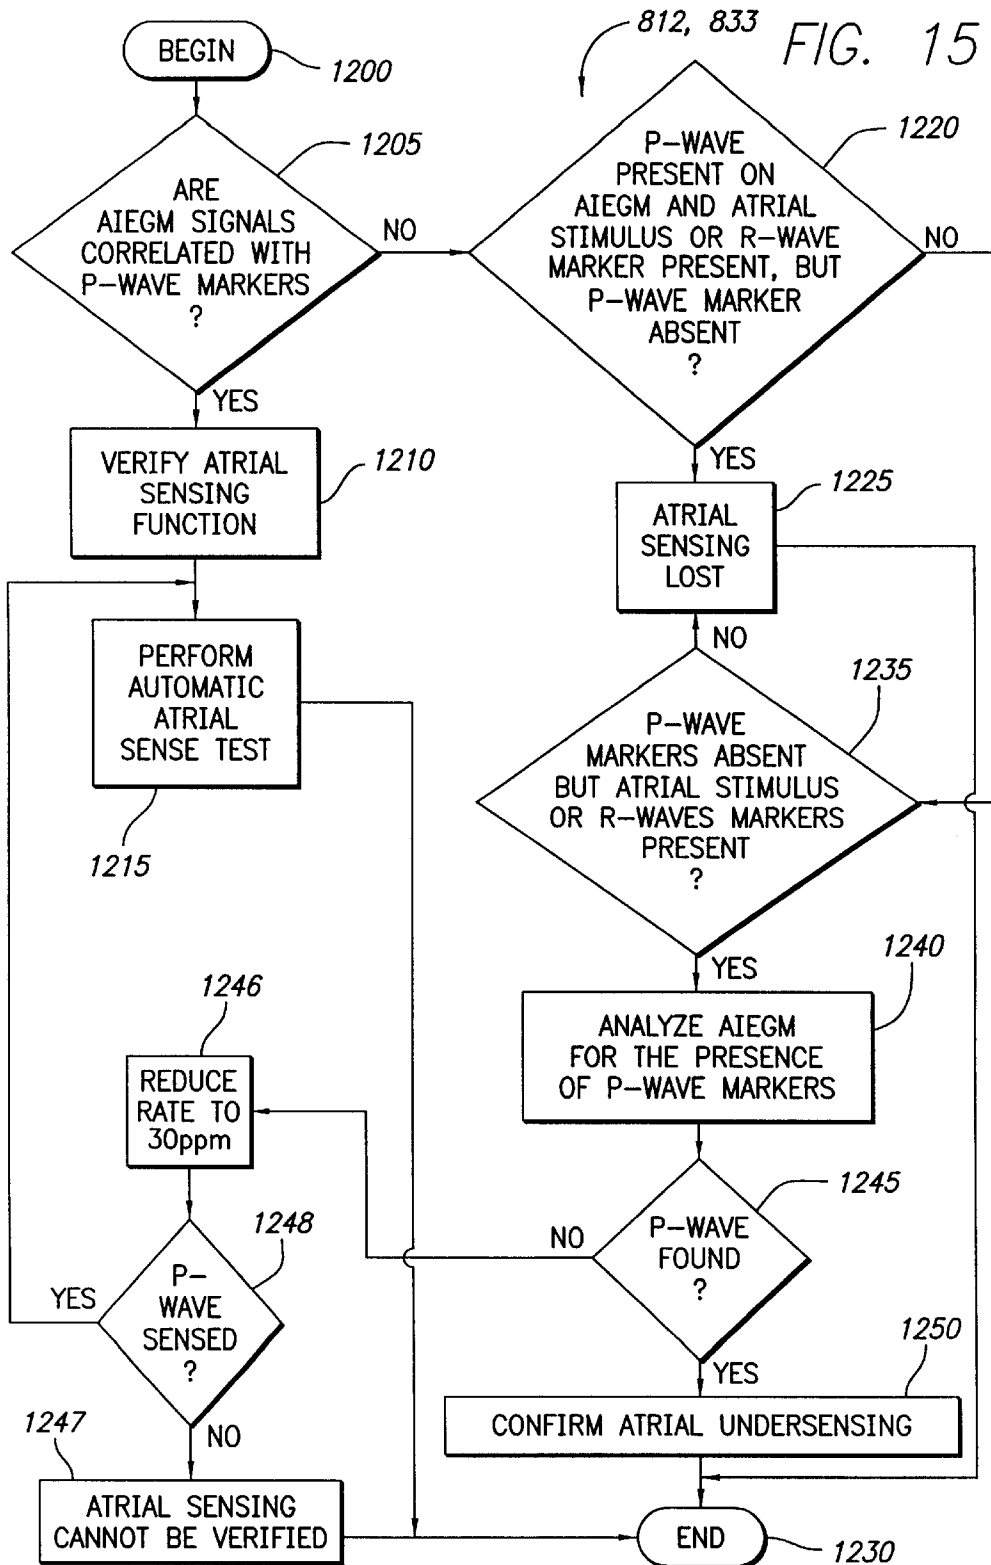 812, 833
FIG. 15
BEGIN
1200
1205
ARE
AIEGM SIGNALS
CORRELATED WITH
P-WAVE MARKERS
?
NO
YES
1220
P-WAVE
PRESENT ON
AIEGM AND ATRIAL
STIMULUS OR R-WAVE
MARKER PRESENT, BUT
P-WAVE MARKER
ABSENT
?
NO
YES
VERIFY ATRIAL
SENSING
FUNCTION
1210
1225
ATRIAL
SENSING
LOST
NO
PERFORM
AUTOMATIC
ATRIAL
SENSE TEST
1215
1235
P-WAVE
MARKERS ABSENT
BUT ATRIAL STIMULUS
OR R-WAVES MARKERS
PRESENT
?
YES
1240
ANALYZE AIEGM
FOR THE PRESENCE
OF P-WAVE MARKERS
1246
REDUCE
RATE TO
30ppm
1245
P-WAVE
FOUND
?
NO
YES
1248
P-
WAVE
SENSED
?
YES
NO
1250
CONFIRM ATRIAL UNDERSENSING
1247
ATRIAL SENSING
CANNOT BE VERIFIED
END
1230